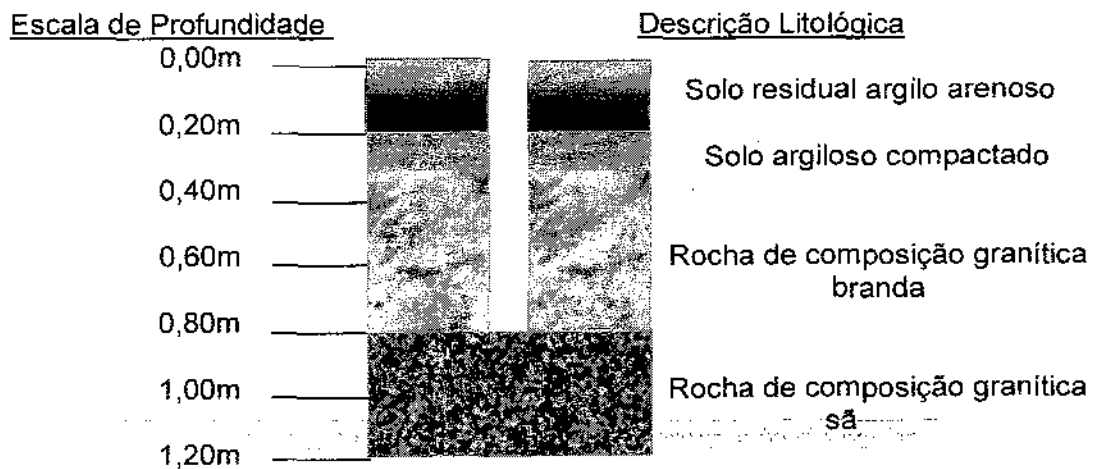 Escala de Profundidade
Descrição Litológica
0,00m
Solo residual argilo arenoso
0,20m
Solo argiloso compactado
0,40m
0,60m
Rocha de composição granítica
branda
0,80m
1,00m
Rocha de composição granítica
sã
1,20m